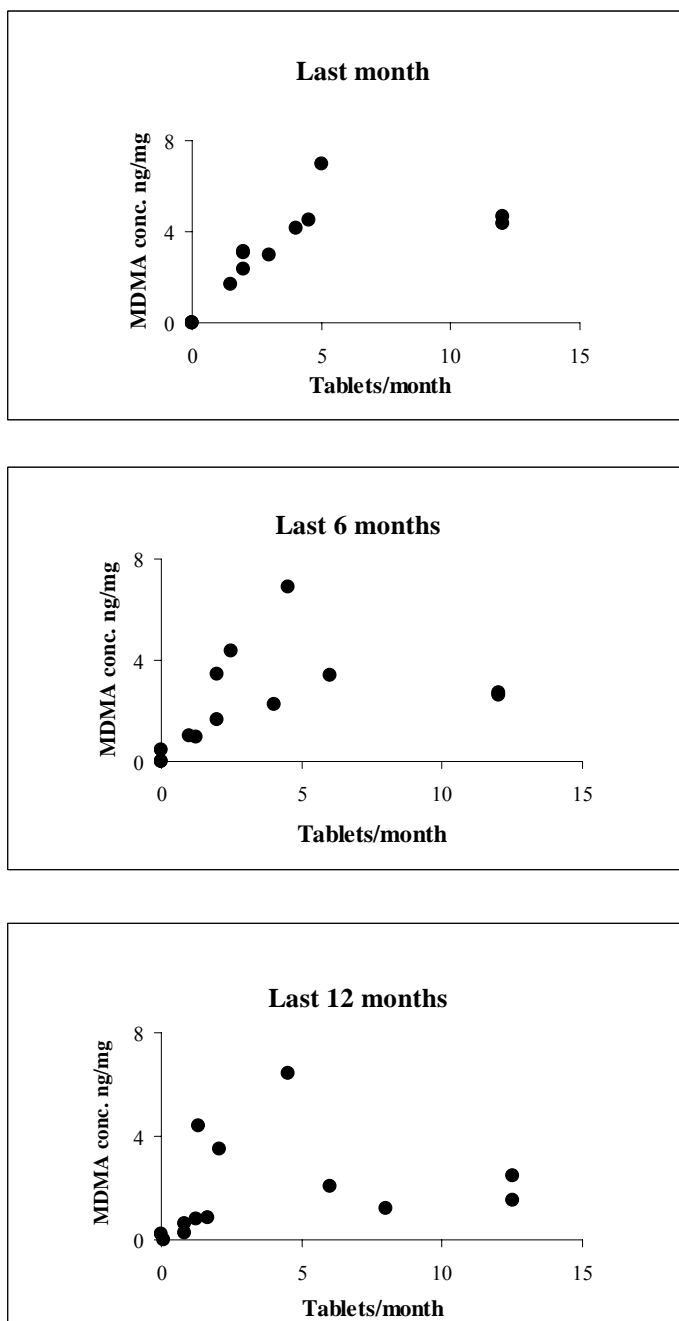 Last month
MDMA conc. ng/mg
8
4
0
0 5 10 15
Tablets/month
Last 6 months
MDMA conc. ng/mg
8
4
0
0 5 10 15
Tablets/month
Last 12 months
MDMA conc. ng/mg
8
4
0
0 5 10 15
Tablets/month